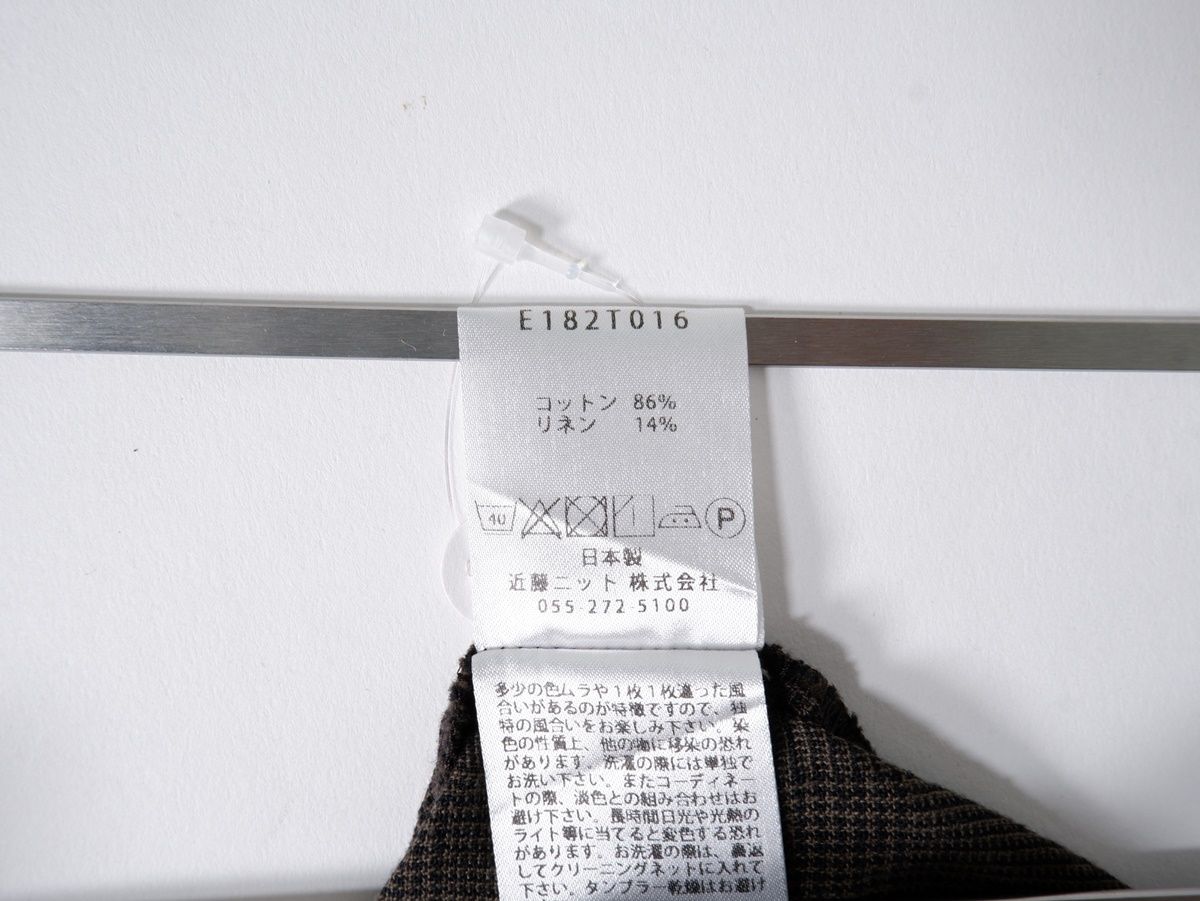 E182T016
コットン 86%
リネン 14%
40
P
日本製
近藤ニット 株式会社
055-272-5100
多少の色ムラや1枚1枚違った風
合いがあるのが特徴ですので、独
特の風合いをお楽しみ下さい。染
色の性質上、他の物に移染の恐れ
があります。洗濯の際には単独で
お洗い下さい。またコーディネー
トの際、淡色との組み合わせはお
避け下さい。長時間日光や光熱の
ライト等に当てると変色する恐れ
があります。お洗濯の際は、裏返
してクリーニングネットに入れて
下さい。タンブラー乾燥はお避け